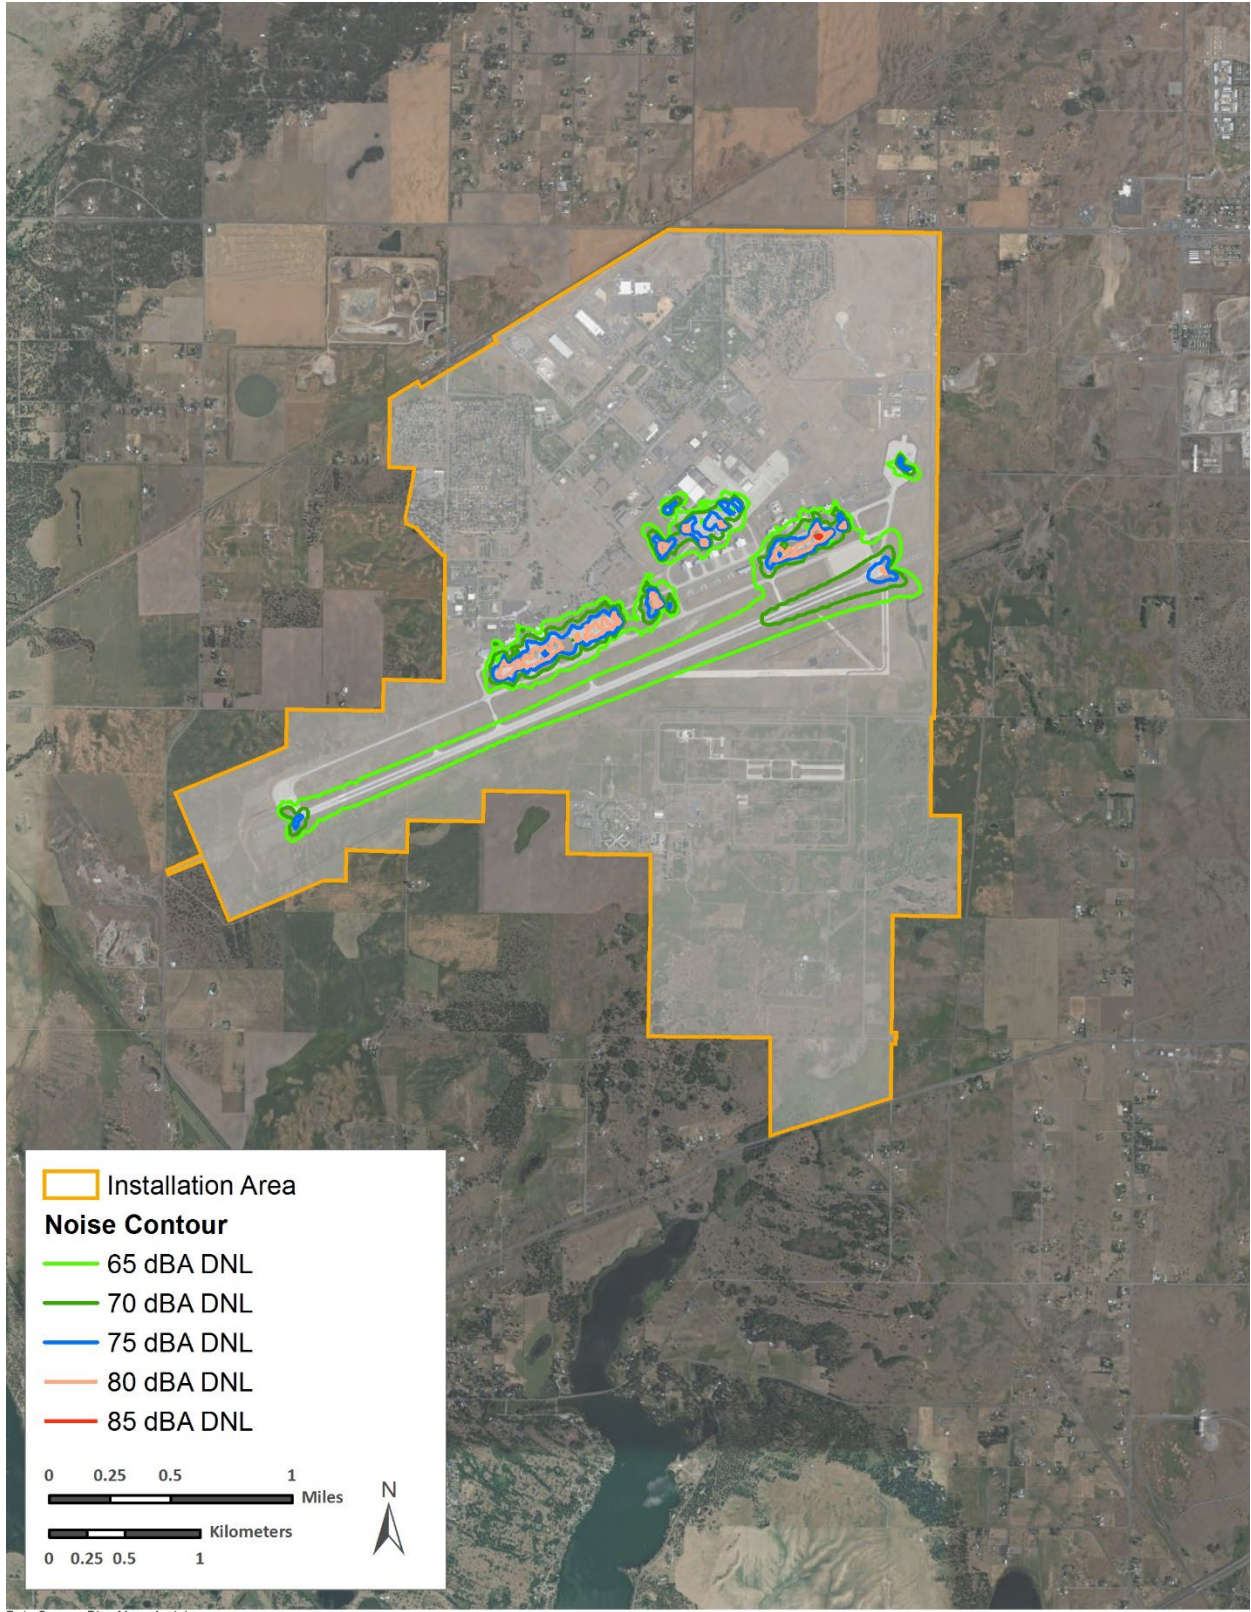 Installation Area
Noise Contour
65 dBA DNL
70 dBA DNL
75 dBA DNL
80 dBA DNL
85 dBA DNL
0 0.25 0.5 1
Miles
N
Kilometers
0 0.25 0.5 1